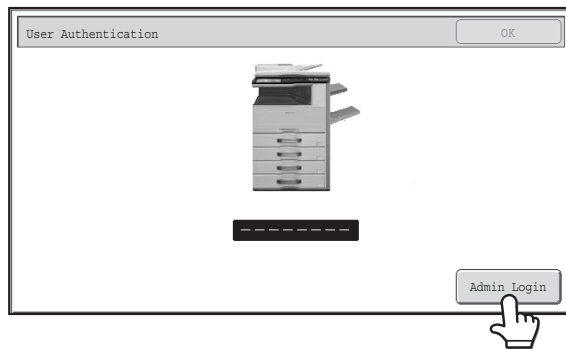 User Authentication
OK
--------
Admin Login